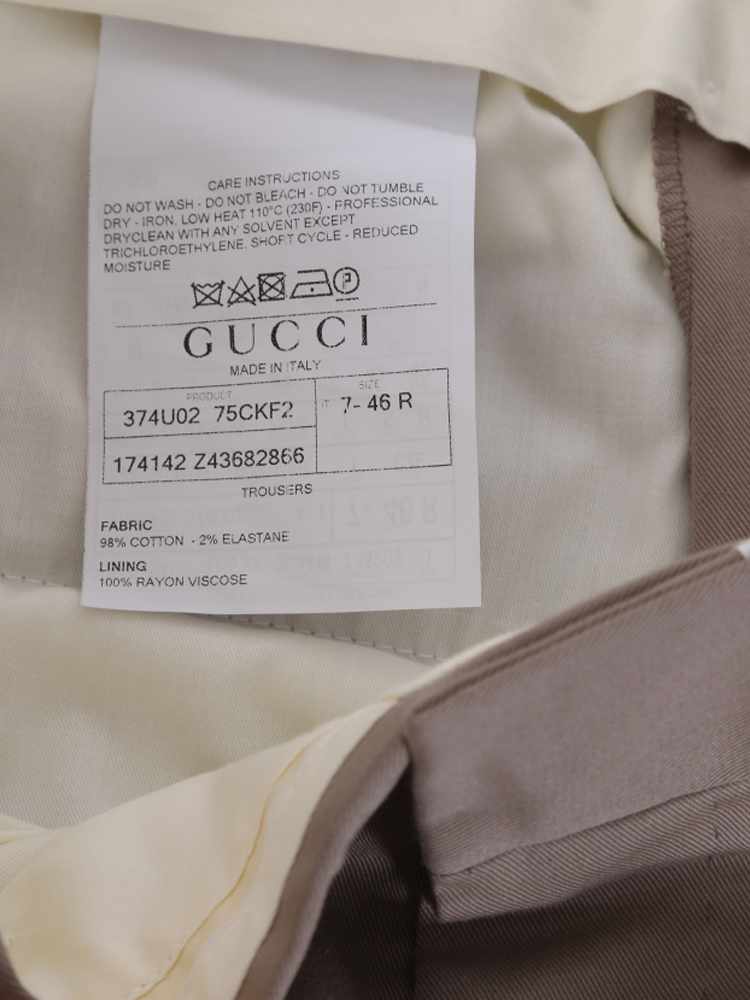 CARE INSTRUCTIONS
DO NOT WASH - DO NOT BLEACH - DO NOT TUMBLE
DRY - IRON, LOW HEAT 110°C (230F) - PROFESSIONAL
DRYCLEAN WITH ANY SOLVENT EXCEPT
TRICHLOROETHYLENE, SHORT CYCLE - REDUCED
MOISTURE
P
GUCCI
MADE IN ITALY
PRODUCT
SIZE
374U02 75CKF2
IT 7- 46 R
174142 Z43682866
TROUSERS
FABRIC
98% COTTON - 2% ELASTANE
LINING
100% RAYON VISCOSE